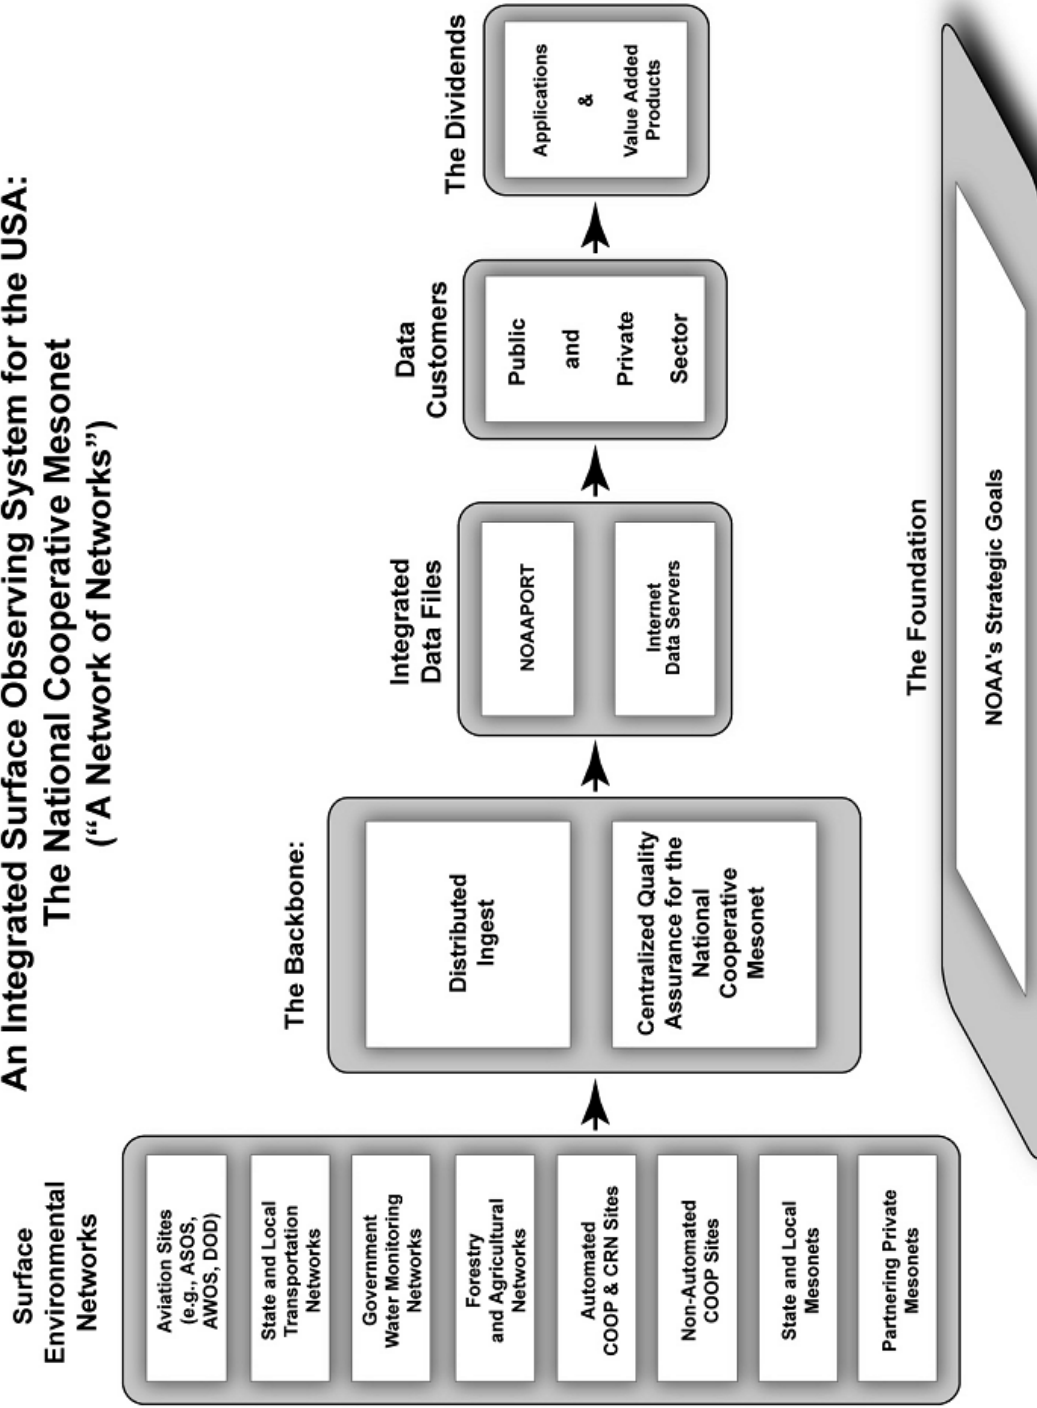 An Integrated Surface Observing System for the USA:
The National Cooperative Mesonet
(“A Network of Networks”)
Surface
Environmental
Networks
Aviation Sites
(e.g., ASOS,
AWOS, DOD)
State and Local
Transportation
Networks
Government
Water Monitoring
Networks
Forestry
and Agricultural
Networks
Automated
COOP & CRN Sites
Non-Automated
COOP Sites
State and Local
Mesonets
Partnering Private
Mesonets
The Backbone:
Distributed
Ingest
Centralized Quality
Assurance for the
National
Cooperative
Mesonet
Integrated
Data Files
NOAAPORT
Internet
Data Servers
Data
Customers
Public
and
Private
Sector
The Dividends
Applications
&
Value Added
Products
The Foundation
NOAA's Strategic Goals